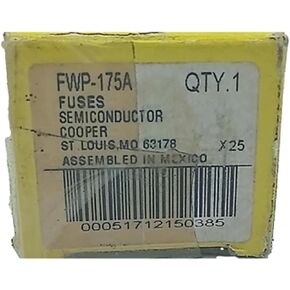 FWP-175A QTY.1
FUSES
SEMICONDUCTOR
COOPER
ST LOUIS.MO 63178 X25
ASSEMBLED IN MEXICO
00051712150385